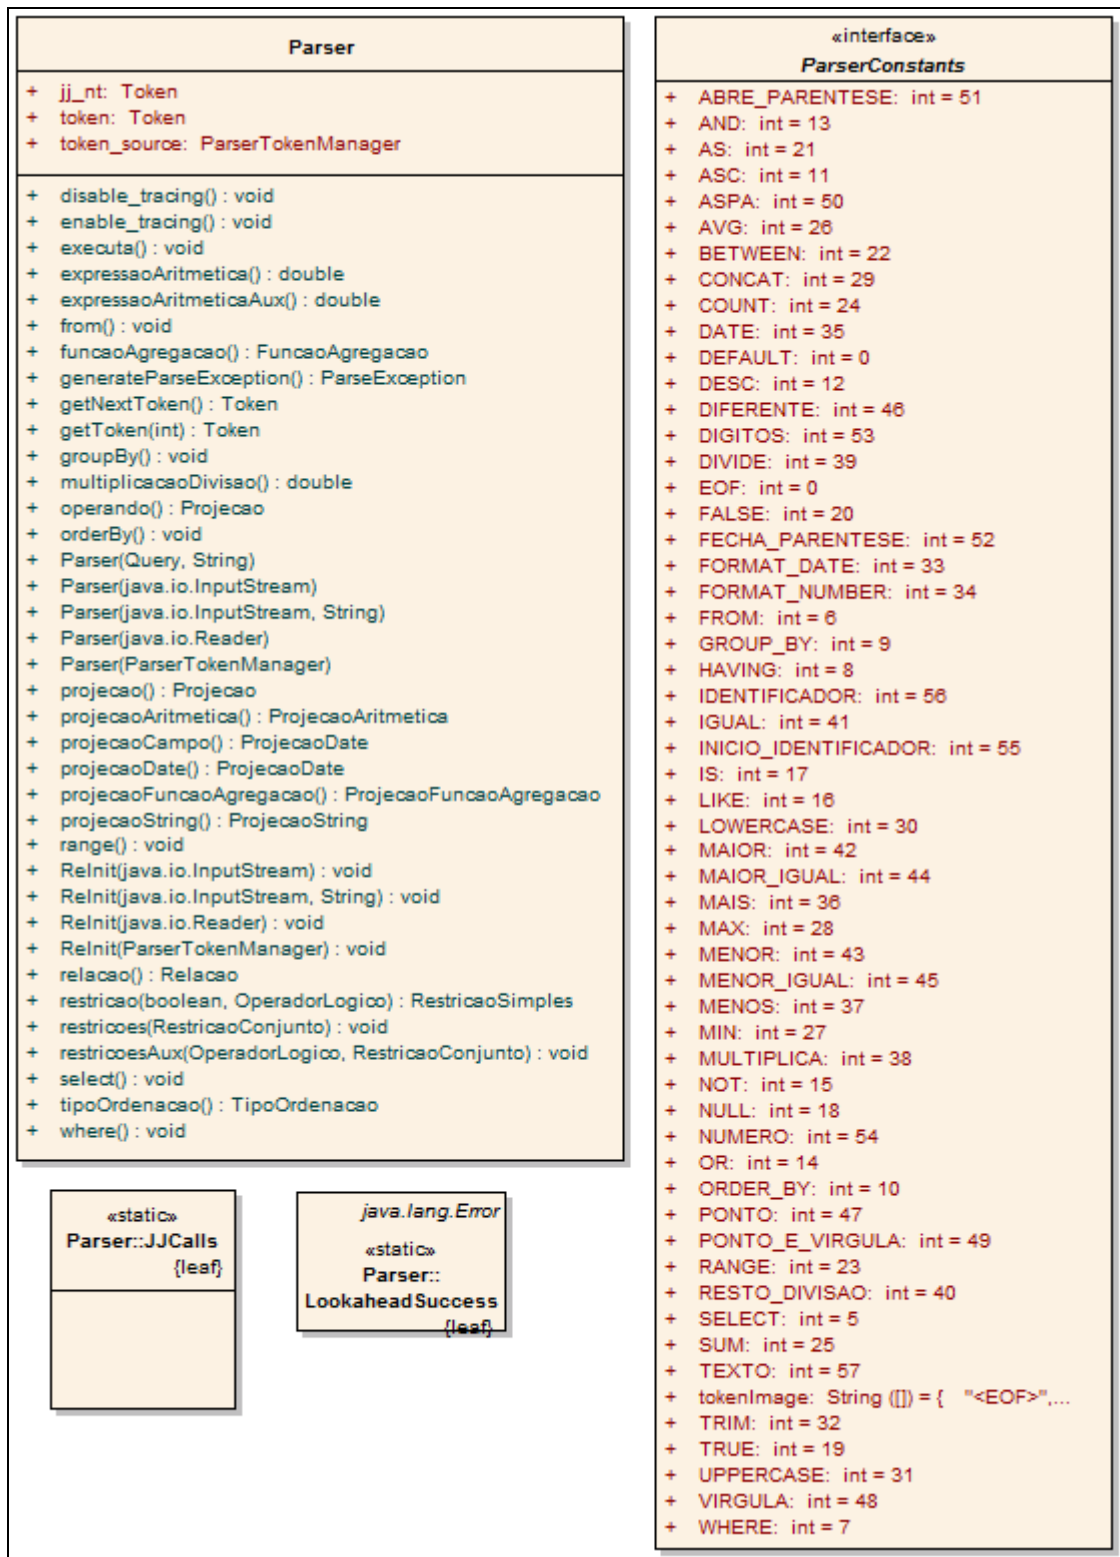 Parser
+ jj_nt: Token
+ token: Token
+ token_source: ParserTokenManager
+ disable_tracing() : void
+ enable_tracing() : void
+ executa() : void
+ expressaoAritmetica() : double
+ expressaoAritmeticaAux() : double
+ from() : void
+ funcaoAgregacao() : FuncaoAgregacao
+ generateParseException() : ParseException
+ getNextToken() : Token
+ getToken(int) : Token
+ groupBy() : void
+ multiplicacaoDivisao() : double
+ operando() : Projecao
+ orderBy() : void
+ Parser(Query, String)
+ Parser(java.io.InputStream)
+ Parser(java.io.InputStream, String)
+ Parser(java.io.Reader)
+ Parser(ParserTokenManager)
+ projecao() : Projecao
+ projecaoAritmetica() : ProjecaoAritmetica
+ projecaoCampo() : ProjecaoDate
+ projecaoDate() : ProjecaoDate
+ projecaoFuncaoAgregacao() : ProjecaoFuncaoAgregacao
+ projecaoString() : ProjecaoString
+ range() : void
+ ReInit(java.io.InputStream) : void
+ ReInit(java.io.InputStream, String) : void
+ ReInit(java.io.Reader) : void
+ ReInit(ParserTokenManager) : void
+ relacao() : Relacao
+ restricao(boolean, OperadorLogico) : RestricaoSimples
+ restricoes(RestricaoConjunto) : void
+ restricoesAux(OperadorLogico, RestricaoConjunto) : void
+ select() : void
+ tipoOrdenacao() : TipoOrdenacao
+ where() : void
«static»
Parser::JJCalls
{leaf}
java.lang.Error
«static»
Parser::
LookaheadSuccess
{leaf}
«interface»
ParserConstants
+ ABRE_PARENTESE: int = 51
+ AND: int = 13
+ AS: int = 21
+ ASC: int = 11
+ ASPA: int = 50
+ AVG: int = 26
+ BETWEEN: int = 22
+ CONCAT: int = 29
+ COUNT: int = 24
+ DATE: int = 35
+ DEFAULT: int = 0
+ DESC: int = 12
+ DIFERENTE: int = 46
+ DIGITOS: int = 53
+ DIVIDE: int = 39
+ EOF: int = 0
+ FALSE: int = 20
+ FECHA_PARENTESE: int = 52
+ FORMAT_DATE: int = 33
+ FORMAT_NUMBER: int = 34
+ FROM: int = 6
+ GROUP_BY: int = 9
+ HAVING: int = 8
+ IDENTIFICADOR: int = 56
+ IGUAL: int = 41
+ INICIO_IDENTIFICADOR: int = 55
+ IS: int = 17
+ LIKE: int = 16
+ LOWERCASE: int = 30
+ MAIOR: int = 42
+ MAIOR_IGUAL: int = 44
+ MAIS: int = 36
+ MAX: int = 28
+ MENOR: int = 43
+ MENOR_IGUAL: int = 45
+ MENOS: int = 37
+ MIN: int = 27
+ MULTIPLICA: int = 38
+ NOT: int = 15
+ NULL: int = 18
+ NUMERO: int = 54
+ OR: int = 14
+ ORDER_BY: int = 10
+ PONTO: int = 47
+ PONTO_E_VIRGULA: int = 49
+ RANGE: int = 23
+ RESTO_DIVISAO: int = 40
+ SELECT: int = 5
+ SUM: int = 25
+ TEXTO: int = 57
+ tokenImage: String ([]) = { "<EOF>",...
+ TRIM: int = 32
+ TRUE: int = 19
+ UPPERCASE: int = 31
+ VIRGULA: int = 48
+ WHERE: int = 7